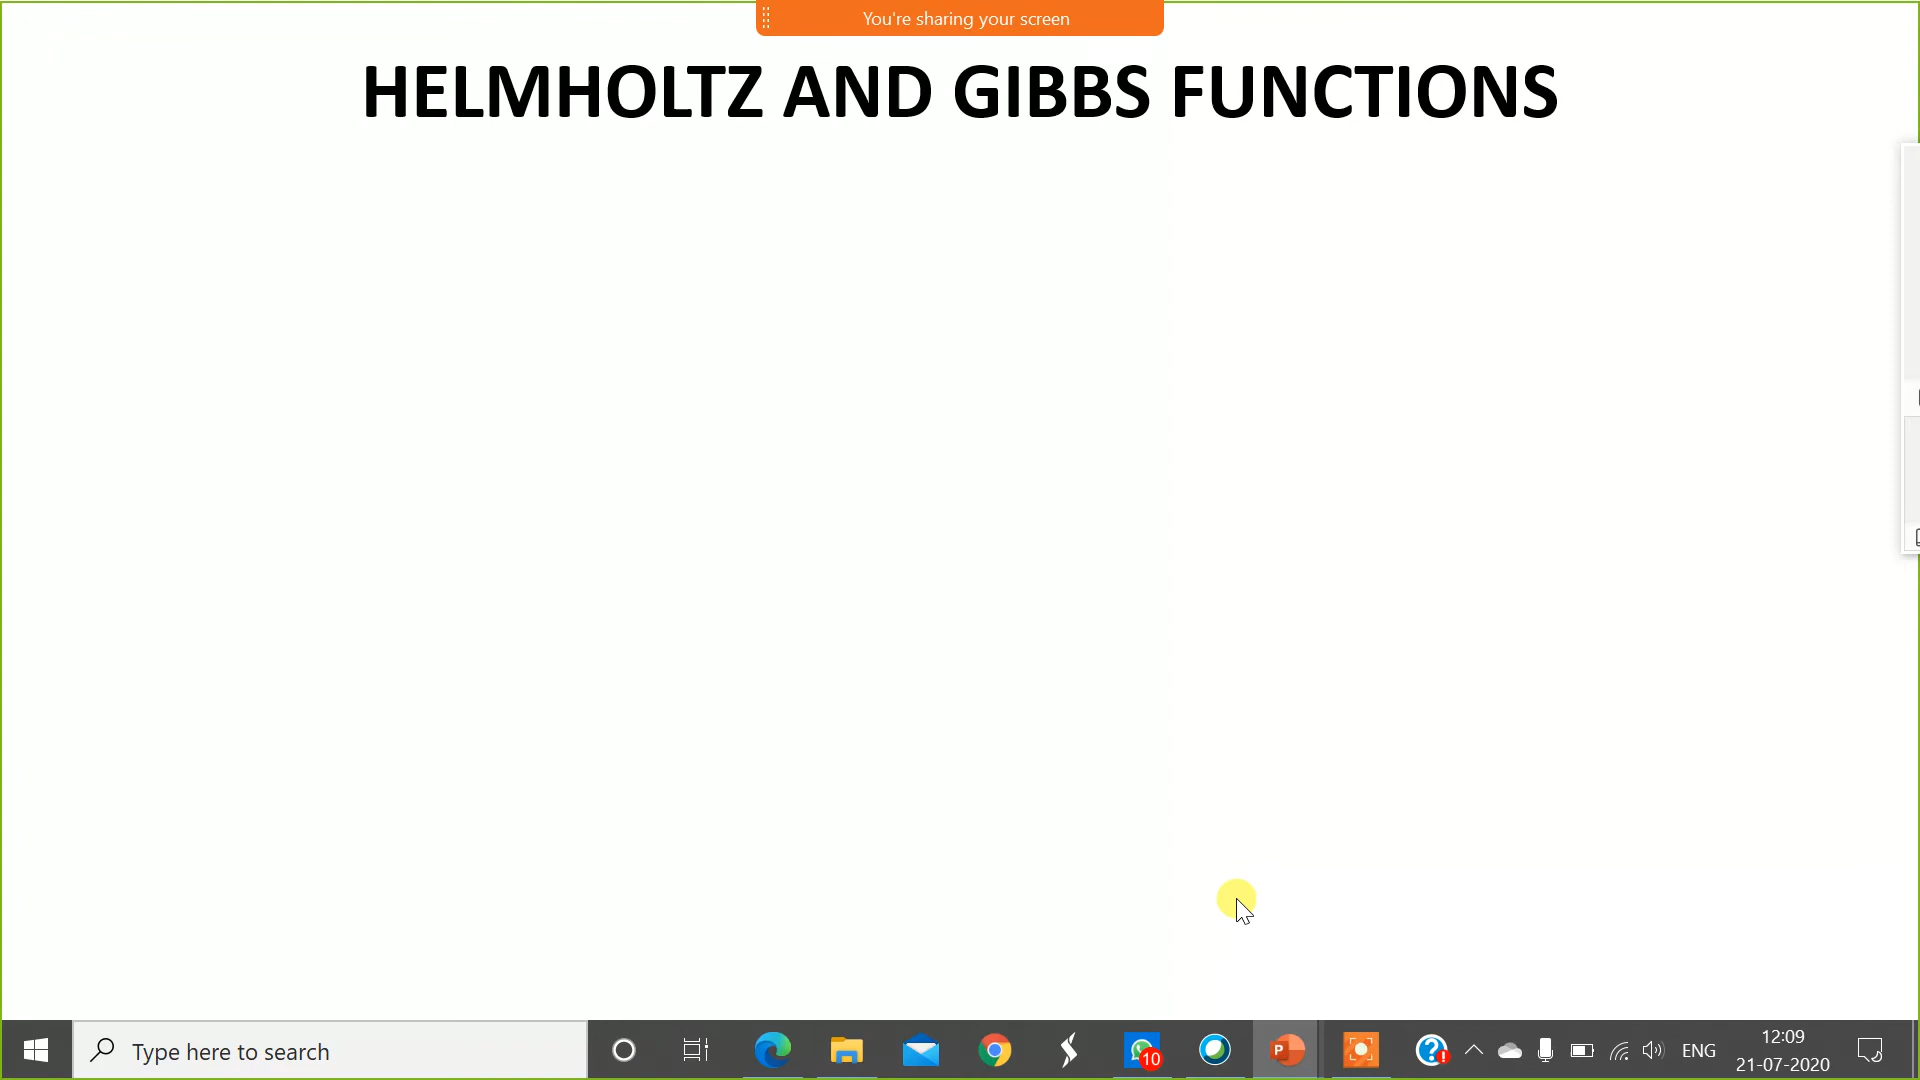 You're sharing your screen
HELMHOLTZ AND GIBBS FUNCTIONS
Type here to search
10
P
ENG
12:09
21-07-2020